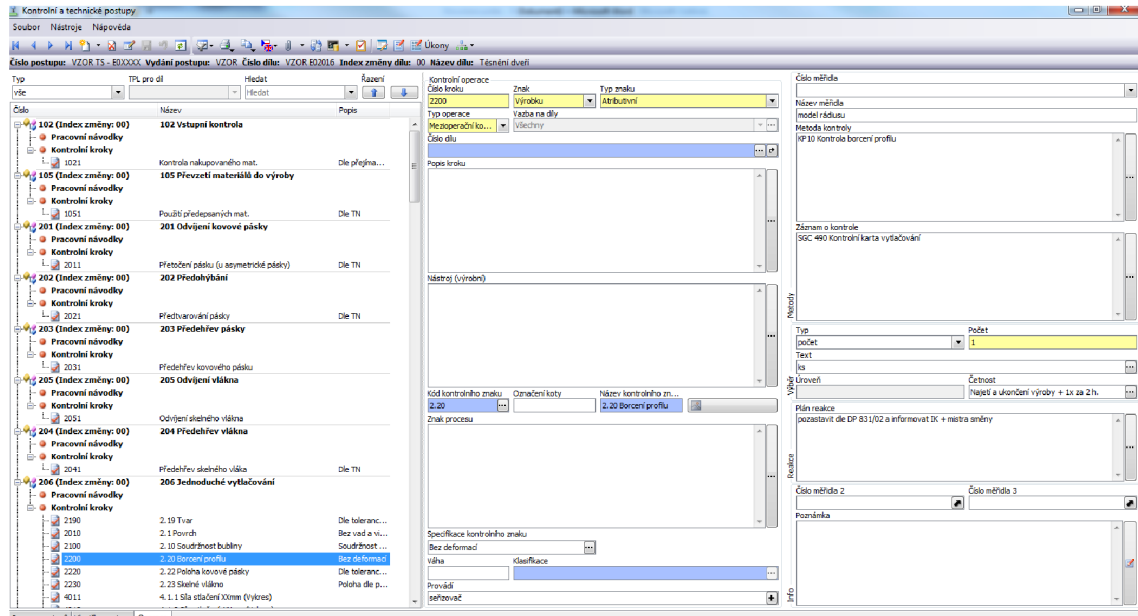 Kontrolní a technické postupy
Soubor Nástroje Nápověda
Úkony
Číslo postupu: VZOR TS - E0XXXX Vydání postupu: VZOR Číslo dílu: VZOR E02016 Index změny dílu: 00 Název dílu: Těsnění dveří
Typ TPL pro díl Hledat Řazení
vše Hledat
Číslo Název Popis
102 (Index změny: 00) 102 Vstupní kontrola
Pracovní návodky
Kontrolní kroky
1021 Kontrola nakupovaného mat. Dle přejíma...
105 (Index změny: 00) 105 Převzetí materiálů do výroby
Pracovní návodky
Kontrolní kroky
1051 Použití předepsaných mat. Dle TN
201 (Index změny: 00) 201 Odvíjení kovové pásky
Pracovní návodky
Kontrolní kroky
2011 Přetočení pásku (u asymetrické pásky) Dle TN
202 (Index změny: 00) 202 Předohýbání
Pracovní návodky
Kontrolní kroky
2021 Předtvarování pásky Dle TN
203 (Index změny: 00) 203 Předehřev pásky
Pracovní návodky
Kontrolní kroky
2031 Předehřev kovového pásku
205 (Index změny: 00) 205 Odvíjení vlákna
Pracovní návodky
Kontrolní kroky
2051 Odvíjení skelného vlákna
204 (Index změny: 00) 204 Předehřev vlákna
Pracovní návodky
Kontrolní kroky
2041 Předehřev skelného vláka Dle TN
206 (Index změny: 00) 206 Jednoduché vytlačování
Pracovní návodky
Kontrolní kroky
2190 2.19 Tvar Dle toleranc...
2010 2.1 Povrch Bez vad a vi...
2100 2.10 Soudržnost bubliny Soudržnost ...
2200 2.20 Borcení profilu Bez deformací
2220 2.22 Poloha kovové pásky Dle toleranc...
2230 2.23 Skelné vlákno Poloha dle p...
4011 4.1.1 Síla stlačení XXmm (Vykres)
Kontrolní operace
Číslo kroku Znak Typ znaku
2200 Výrobku Atributivní
Typ operace Vazba na díly
Mezioperační ko... Všechny
Číslo dílu
Popis kroku
Nástroj (výrobní)
Kód kontrolního znaku Označení koty Název kontrolního zn...
2.20 2.20 Borcení profilu
Znak procesu
Specifikace kontrolního znaku
Bez deformací
Váha Klasifikace
Provádí
seřizovač
Číslo měřidla
Název měřidla
model rádiusu
Metoda kontroly
KP10 Kontrola borcení profilu
Záznam o kontrole
SGC 490 Kontrolní karta vytlačování
Metody
Typ Počet
počet 1
Text
ks
Výběr
Úroveň Četnost
Najetí a ukončení výroby + 1x za 2 h.
Plán reakce
pozastavit dle DP 831/02 a informovat IK + mistra směny
Reakce
Číslo měřidla 2 Číslo měřidla 3
Poznámka
Info